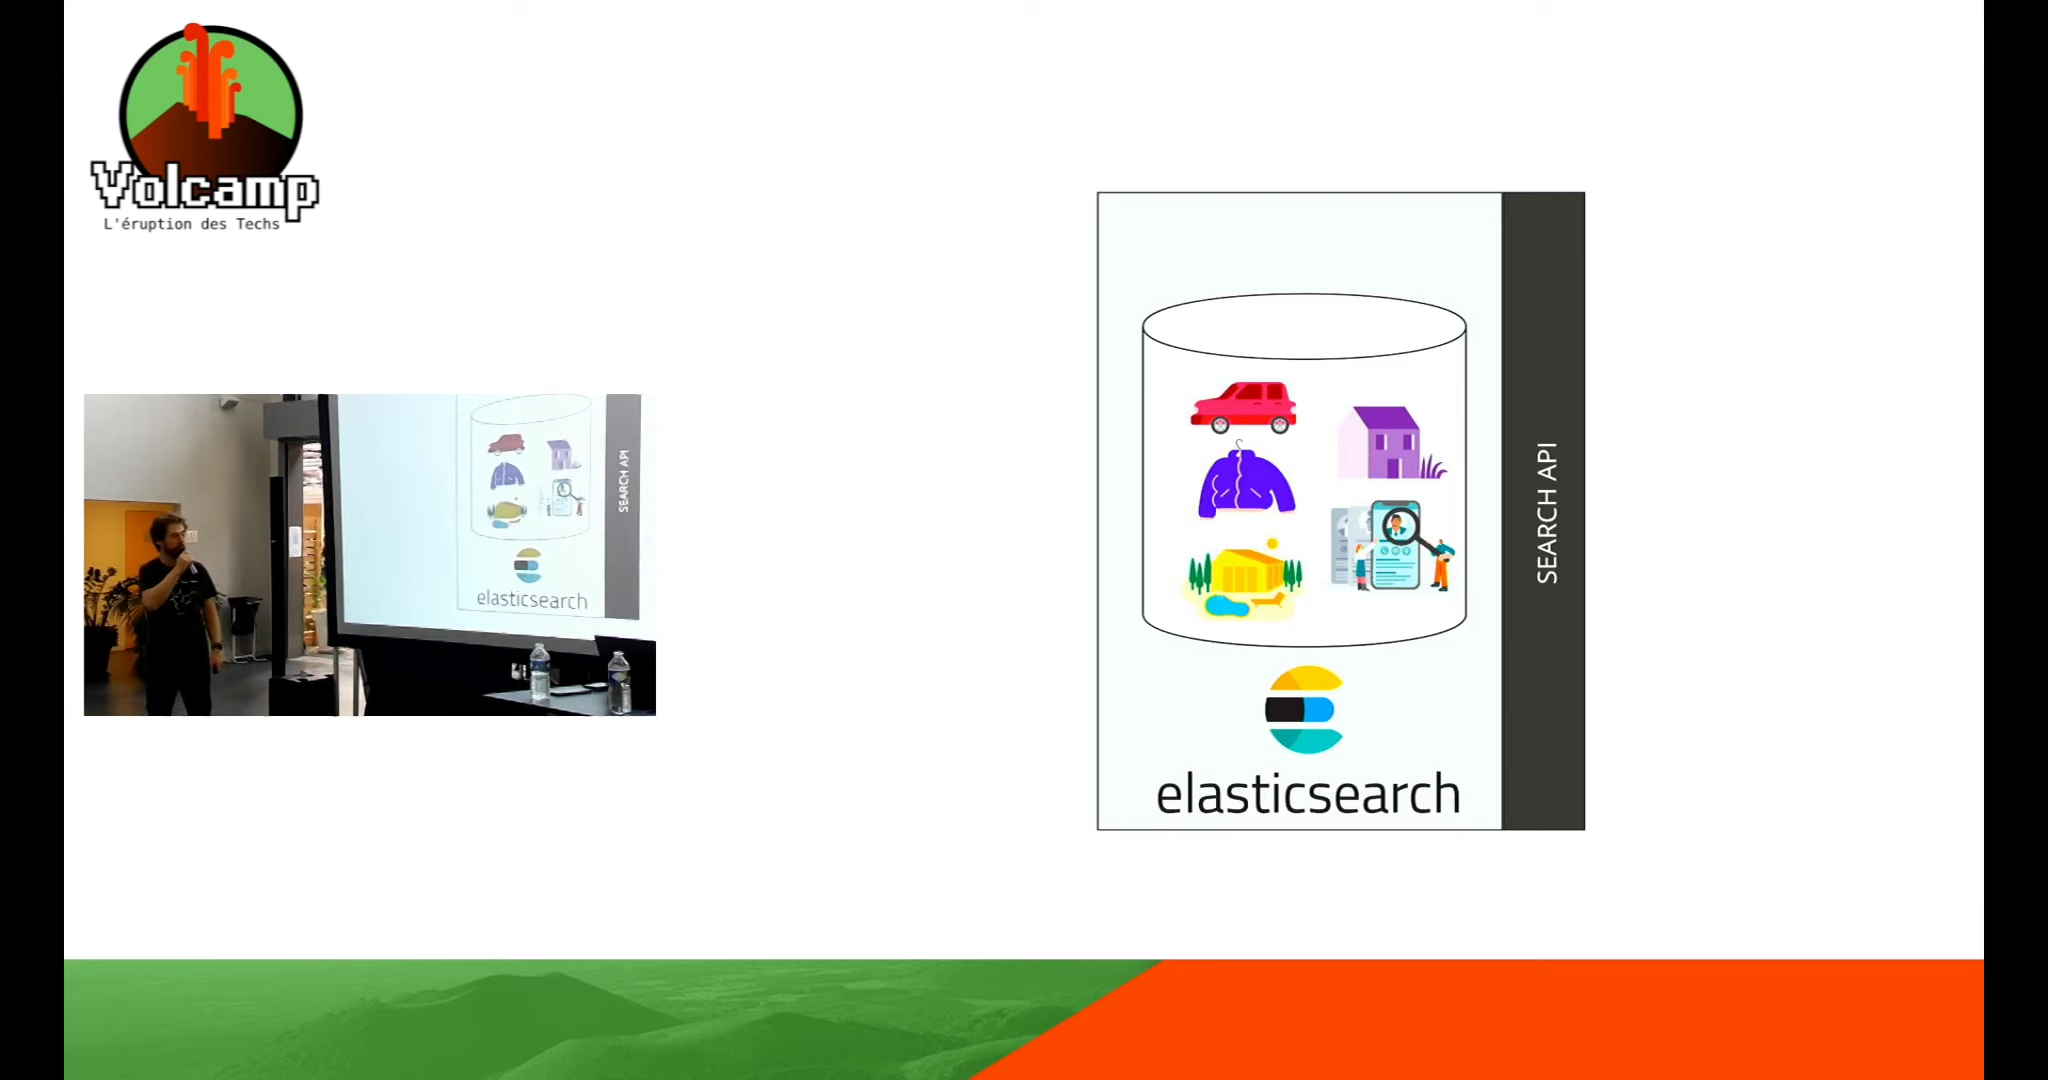 Volcamp
L'éruption des Techs
SEARCH API
elasticsearch
SEARCH API
elasticsearch